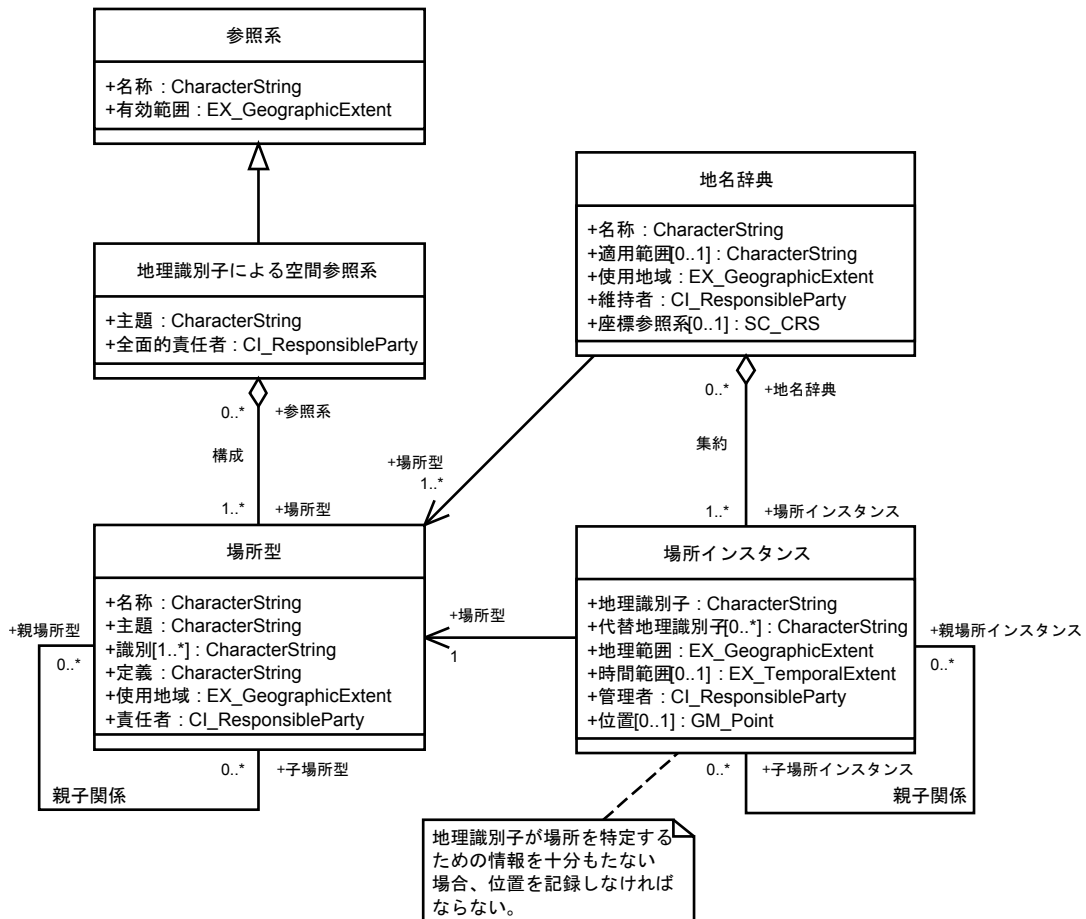 参照系
+名称 : CharacterString
+有効範囲 : EX_GeographicExtent
地理識別子による空間参照系
+主題 : CharacterString
+全面的責任者 : CI_ResponsibleParty
0..*
+参照系
構成
1..*
+場所型
地名辞典
+名称 : CharacterString
+適用範囲[0..1] : CharacterString
+使用地域 : EX_GeographicExtent
+維持者 : CI_ResponsibleParty
+座標参照系[0..1] : SC_CRS
0..*
+地名辞典
集約
1..*
+場所インスタンス
+場所型
1..*
場所型
+名称 : CharacterString
+主題 : CharacterString
+識別[1..*] : CharacterString
+定義 : CharacterString
+使用地域 : EX_GeographicExtent
+責任者 : CI_ResponsibleParty
+親場所型
0..*
0..*
+子場所型
親子関係
+場所型
1
場所インスタンス
+地理識別子 : CharacterString
+代替地理識別子[0..*] : CharacterString
+地理範囲 : EX_GeographicExtent
+時間範囲[0..1] : EX_TemporalExtent
+管理者 : CI_ResponsibleParty
+位置[0..1] : GM_Point
+親場所インスタンス
0..*
0..*
+子場所インスタンス
親子関係
地理識別子が場所を特定する
ための情報を十分もたない
場合、位置を記録しなければ
ならない。